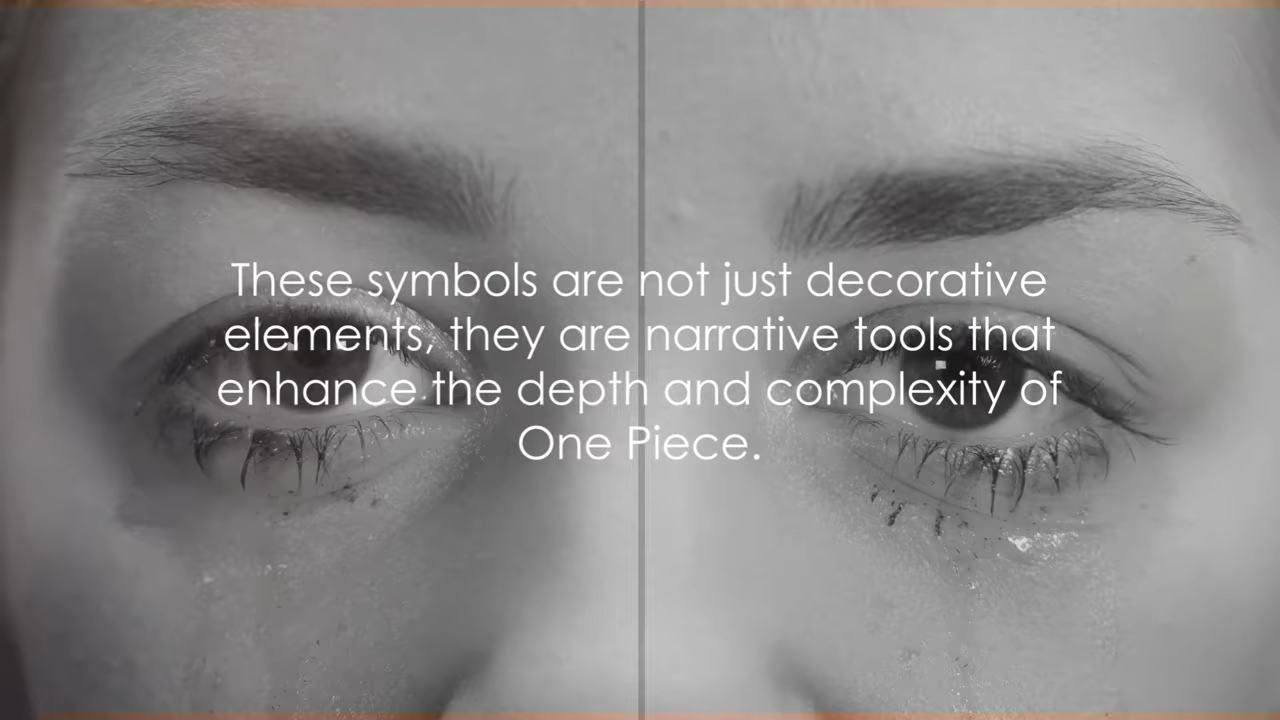 These symbols are not just decorative
elements, they are narrative tools that
enhance the depth and complexity of
One Piece.